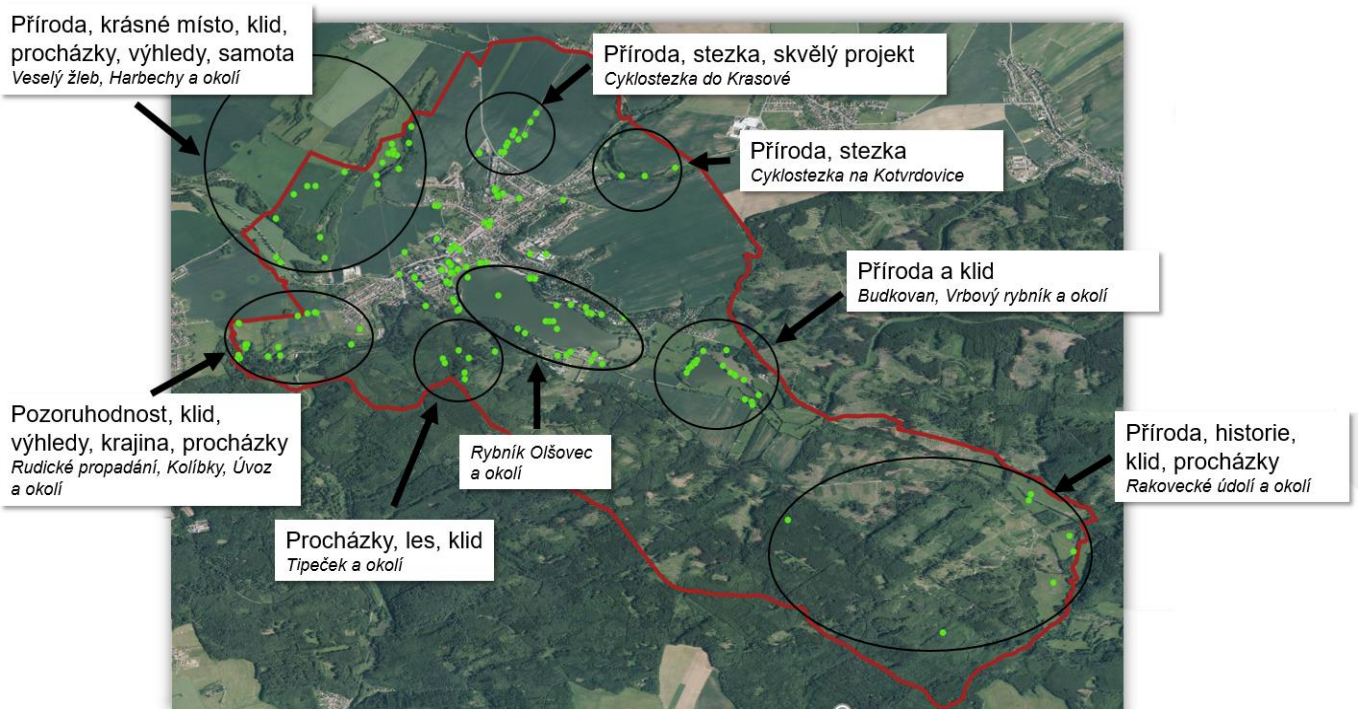 Příroda, krásné místo, klid,
procházky, výhledy, samota
Veselý žleb, Harbechy a okolí
Příroda, stezka, skvělý projekt
Cyklostezka do Krasové
Příroda, stezka
Cyklostezka na Kotvrdovice
Příroda a klid
Budkovan, Vrbový rybník a okolí
Pozoruhodnost, klid,
výhledy, krajina, procházky
Rudické propadání, Kolíbky, Úvoz
a okolí
Rybník Olšovec
a okolí
Příroda, historie,
klid, procházky
Rakovecké údolí a okolí
Procházky, les, klid
Tipeček a okolí